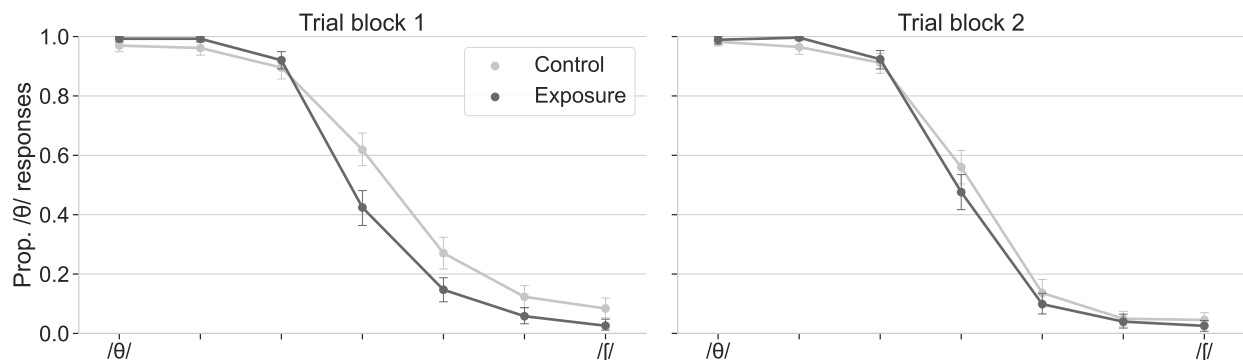 Trial block 1
Trial block 2
Prop. /θ/ responses
1.0
0.8
0.6
0.4
0.2
0.0
Control
Exposure
/θ/
/ʃ/
/θ/
/ʃ/